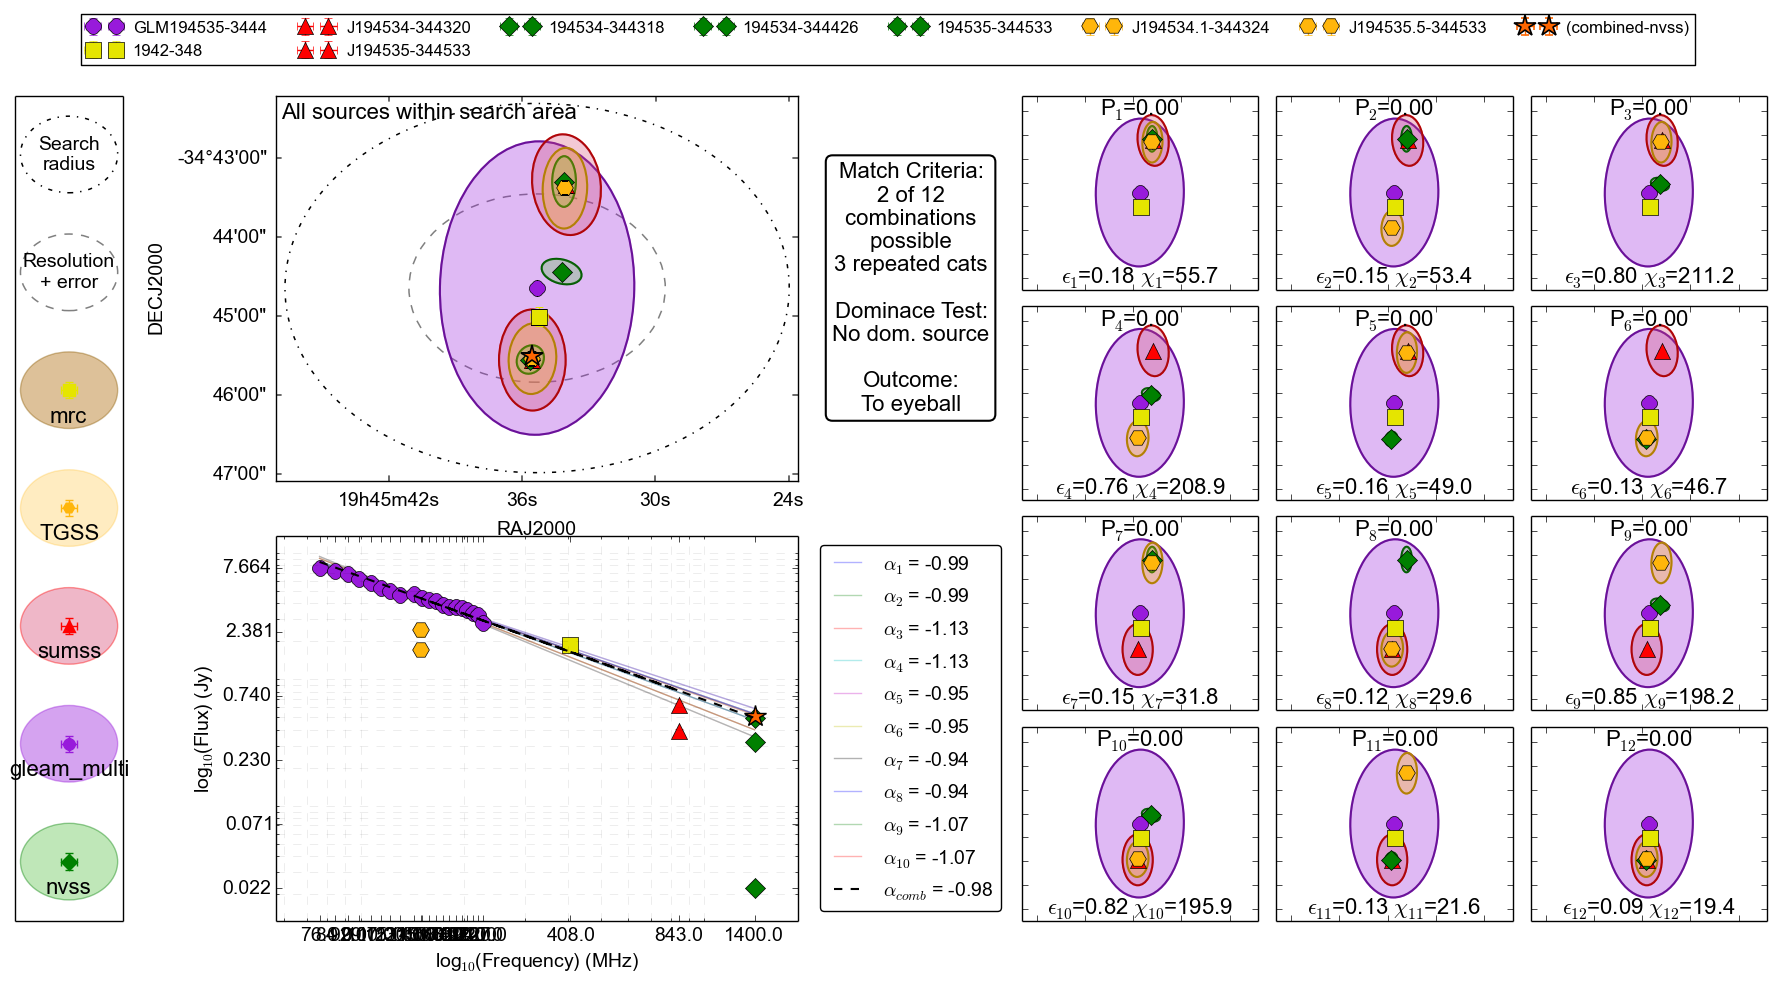 GLM194535-3444
J194534-344320
194534-344318
194534-344426
194535-344533
J194534.1-344324
J194535.5-344533
(combined-nvss)
1942-348
J194535-344533
Search
radius
Resolution
+ error
mrc
TGSS
sumss
gleam_multi
nvss
All sources within search area
-34°43'00"
44'00"
45'00"
46'00"
47'00"
DECJ2000
19h45m42s
36s
30s
24s
RAJ2000
Match Criteria:
2 of 12
combinations
possible
3 repeated cats
Dominace Test:
No dom. source
Outcome:
To eyeball
7.664
2.381
0.740
0.230
0.071
0.022
log10(Flux) (Jy)
408.0
843.0
1400.0
log10(Frequency) (MHz)
α1 = -0.99
α2 = -0.99
α3 = -1.13
α4 = -1.13
α5 = -0.95
α6 = -0.95
α7 = -0.94
α8 = -0.94
α9 = -1.07
α10 = -1.07
αcomb = -0.98
P1=0.00
ϵ1=0.18 χ1=55.7
P2=0.00
ϵ2=0.15 χ2=53.4
P3=0.00
ϵ3=0.80 χ3=211.2
P4=0.00
ϵ4=0.76 χ4=208.9
P5=0.00
ϵ5=0.16 χ5=49.0
P6=0.00
ϵ6=0.13 χ6=46.7
P7=0.00
ϵ7=0.15 χ7=31.8
P8=0.00
ϵ8=0.12 χ8=29.6
P9=0.00
ϵ9=0.85 χ9=198.2
P10=0.00
ϵ10=0.82 χ10=195.9
P11=0.00
ϵ11=0.13 χ11=21.6
P12=0.00
ϵ12=0.09 χ12=19.4